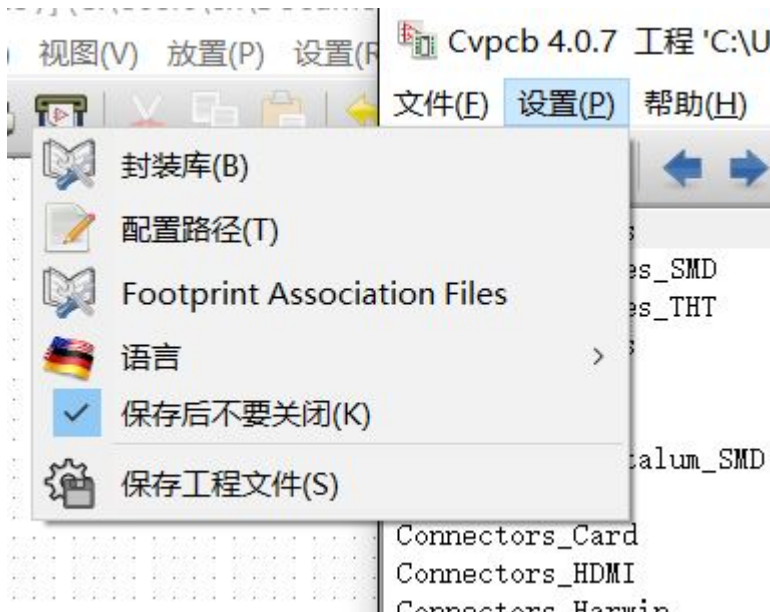 视图(V) 放置(P) 设置(R
Cvpcb 4.0.7 工程 'C:\U
文件(F) 设置(P) 帮助(H)
封装库(B)
配置路径(T)
es_SMD
Footprint Association Files
es_THT
语言
保存后不要关闭(K)
talum_SMD
保存工程文件(S)
Connectors_Card
Connectors_HDMI
Connectors_Harwin